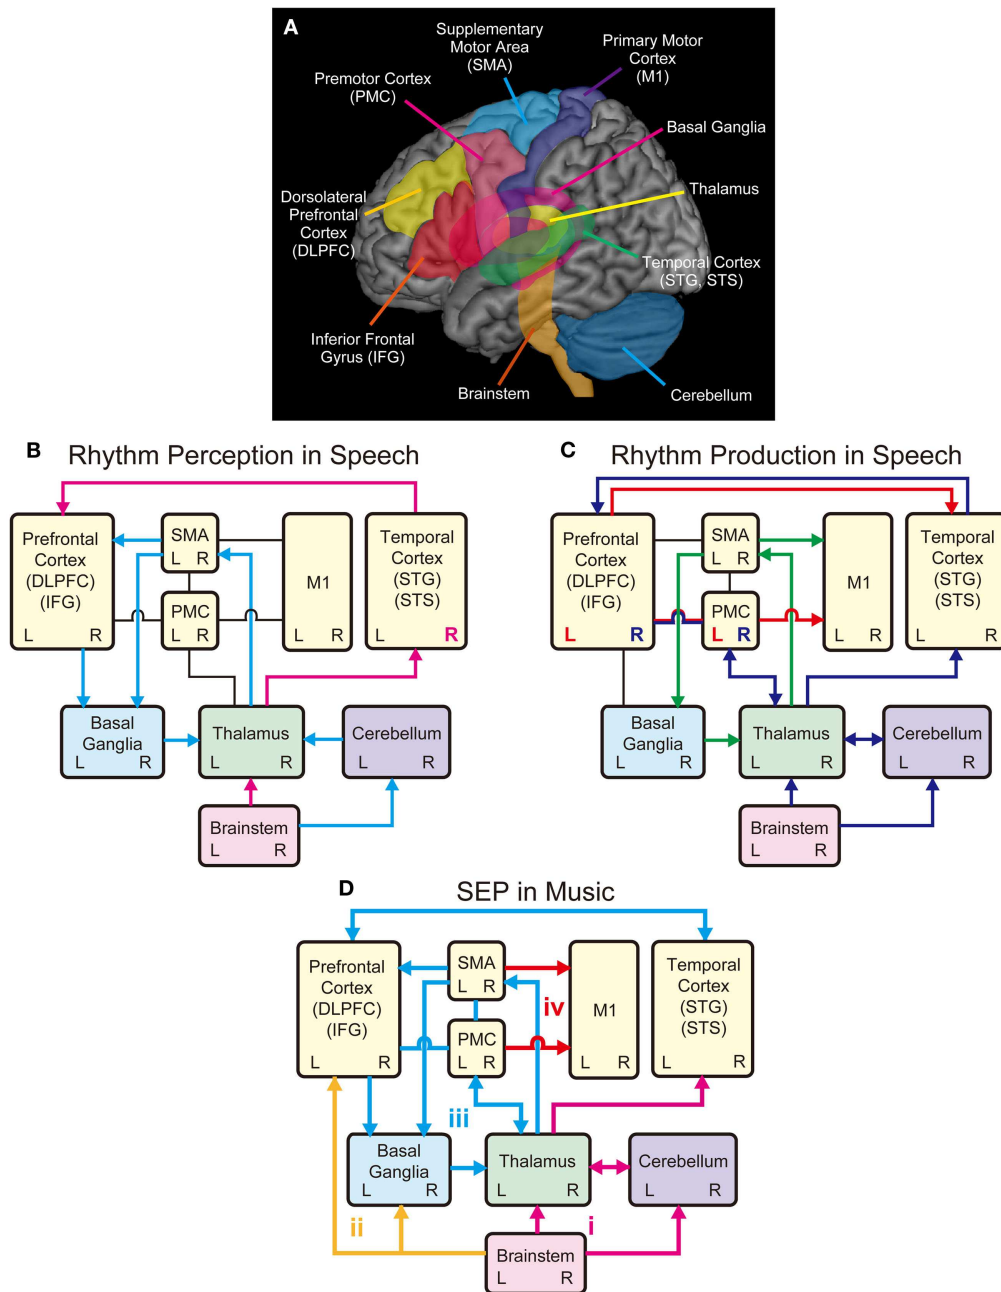 A
Supplementary
Motor Area
(SMA)
Primary Motor
Cortex
(M1)
Premotor Cortex
(PMC)
Basal Ganglia
Thalamus
Dorsolateral
Prefrontal
Cortex
(DLPFC)
Temporal Cortex
(STG, STS)
Inferior Frontal
Gyrus (IFG)
Brainstem
Cerebellum
B
Rhythm Perception in Speech
Prefrontal
Cortex
(DLPFC)
(IFG)
L R
SMA
L R
PMC
L R
M1
L R
Temporal
Cortex
(STG)
(STS)
L R
Basal
Ganglia
L R
Thalamus
L R
Cerebellum
L R
Brainstem
L R
C
Rhythm Production in Speech
Prefrontal
Cortex
(DLPFC)
(IFG)
L R
SMA
L R
PMC
L R
M1
L R
Temporal
Cortex
(STG)
(STS)
L R
Basal
Ganglia
L R
Thalamus
L R
Cerebellum
L R
Brainstem
L R
D
SEP in Music
Prefrontal
Cortex
(DLPFC)
(IFG)
L R
SMA
L R
PMC
L R
iv
M1
L R
Temporal
Cortex
(STG)
(STS)
L R
iii
Basal
Ganglia
L R
Thalamus
L R
Cerebellum
L R
ii
i
Brainstem
L R